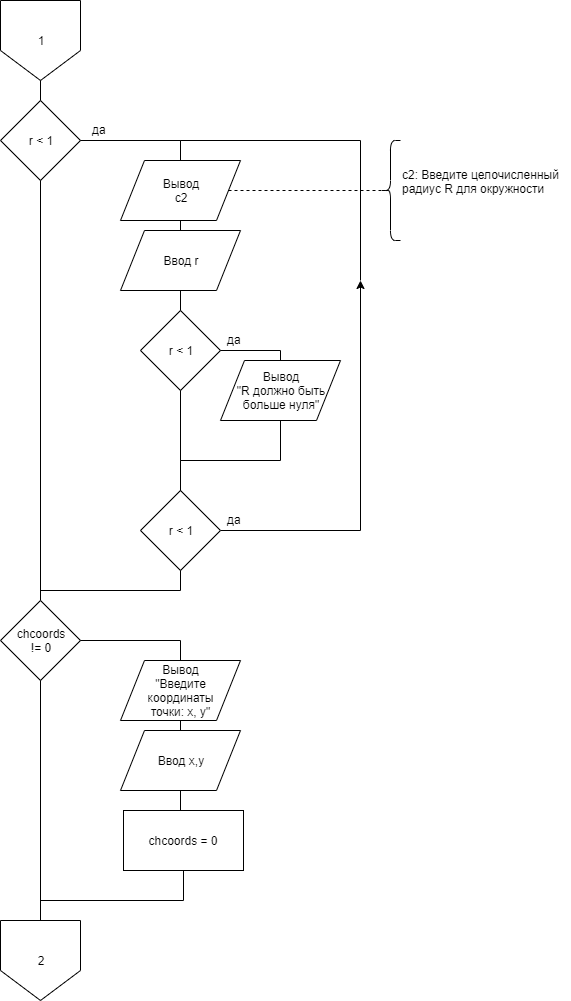 1
r < 1
да
Вывод
c2
c2: Введите целочисленный
радиус R для окружности
Ввод r
r < 1
да
Вывод
"R должно быть
больше нуля"
r < 1
да
chcoords
!= 0
Вывод
"Введите
координаты
точки: x, y"
Ввод x,y
chcoords = 0
2